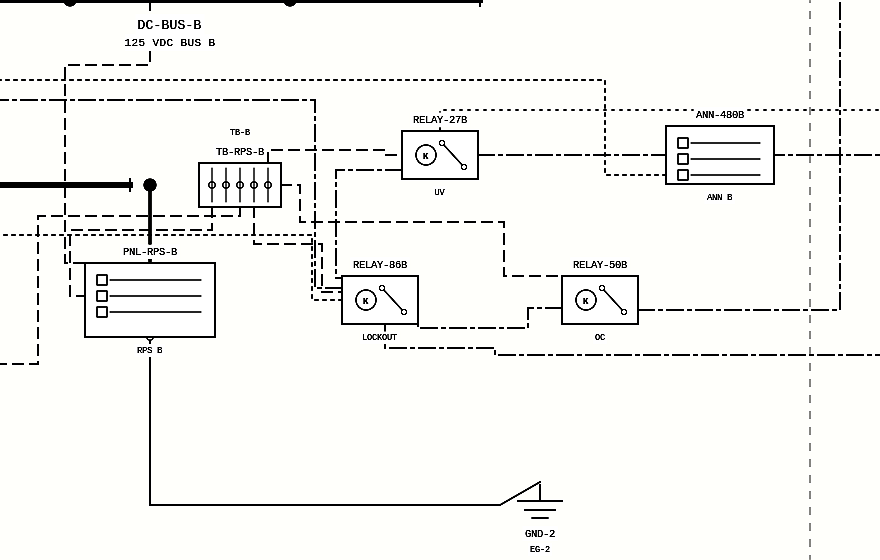 DC-BUS-B
125 VDC BUS B
RELAY-27B
ANN-480B
TB-B
TB-RPS-B
K
UV
ANN B
PNL-RPS-B
RELAY-86B
RELAY-50B
K
K
LOCKOUT
OC
RPS B
GND-2
EG-2